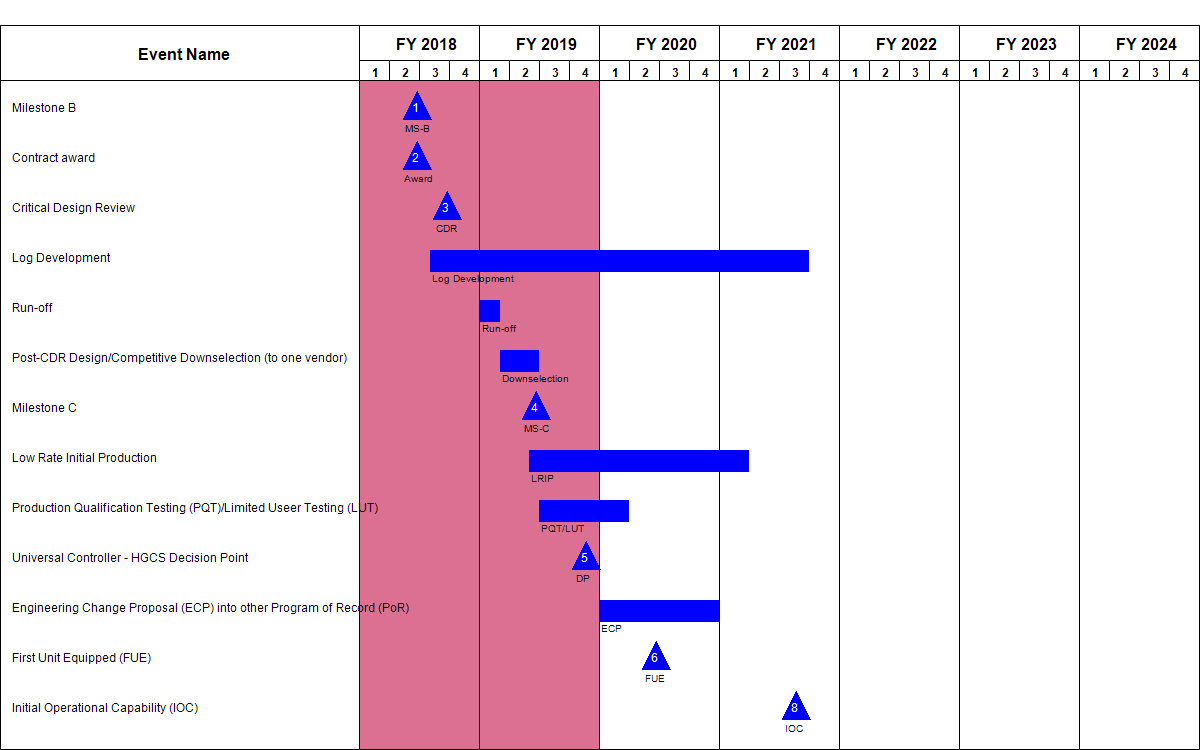 Event Name
FY 2018 FY 2019 FY 2020 FY 2021 FY 2022 FY 2023 FY 2024
1 2 3 4 1 2 3 4 1 2 3 4 1 2 3 4 1 2 3 4 1 2 3 4 1 2 3 4
Milestone B
1
MS-B
Contract award
2
Award
Critical Design Review
3
CDR
Log Development
Log Development
Run-off
Run-off
Post-CDR Design/Competitive Downselection (to one vendor)
Downselection
Milestone C
4
MS-C
Low Rate Initial Production
LRIP
Production Qualification Testing (PQT)/Limited Useer Testing (LUT)
PQT/LUT
Universal Controller - HGCS Decision Point
5
DP
Engineering Change Proposal (ECP) into other Program of Record (PoR)
ECP
First Unit Equipped (FUE)
6
FUE
Initial Operational Capability (IOC)
8
IOC